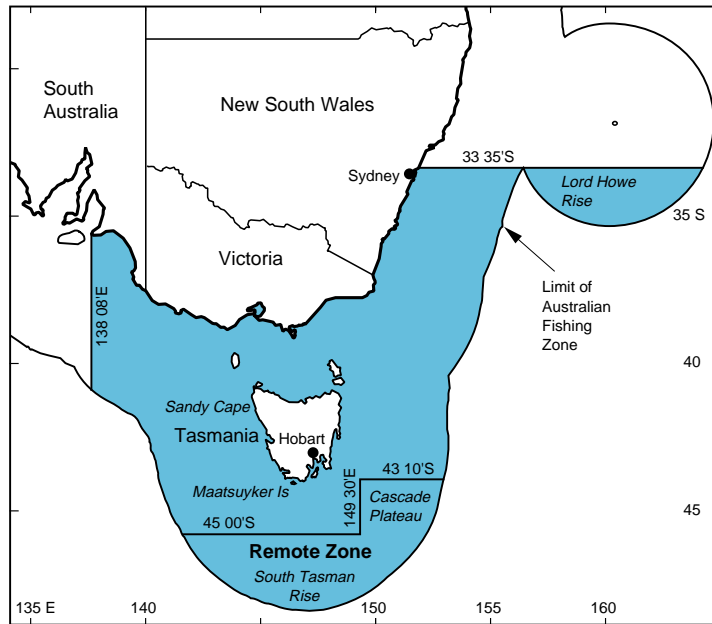 South
Australia
New South Wales
Sydney
33 35'S
Lord Howe
Rise
35 S
Victoria
138 08'E
Limit of
Australian
Fishing
Zone
40
Sandy Cape
Tasmania
Hobart
Maatsuyker Is
149 30'E
43 10'S
Cascade
Plateau
45 00'S
45
Remote Zone
South Tasman
Rise
135 E
140
145
150
155
160